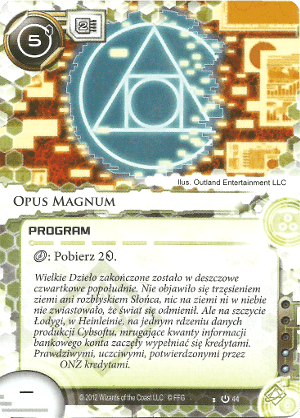 5
Ilus. Outland Entertainment LLC
OPUS MAGNUM
PROGRAM
: Pobierz 2.
Wielkie Dzieło zakończone zostało w deszczowe
czwartkowe popołudnie. Nie objawiło się trzęsieniem
ziemi ani rozbłyskiem Słońca, nic na ziemi ni w niebie
nie zwiastowało, że świat się odmienił. Ale na szczycie
Łodygi, w Heinleinie, na jednym rdzeniu danych
produkcji Cybsoftu, mrugające kwanty informacji
bankowego konta zaczęły wypełniać się kredytami.
Prawdziwymi, uczciwymi, potwierdzonymi przez
ONZ kredytami.
–
© 2012 Wizards of the Coast LLC. © FFG
44